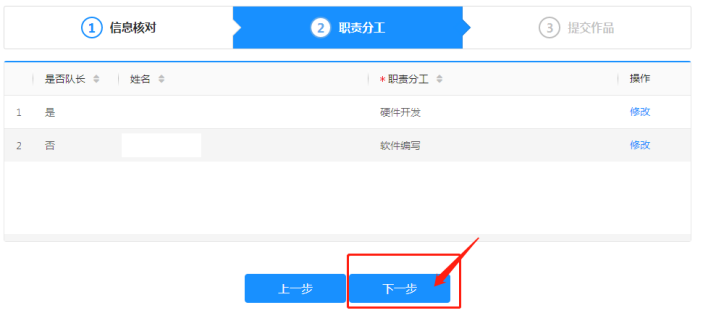 1 信息核对 2 职责分工 3 提交作品
是否队长 姓名 *职责分工 操作
1 是 硬件开发 修改
2 否 软件编写 修改
上一步 下一步